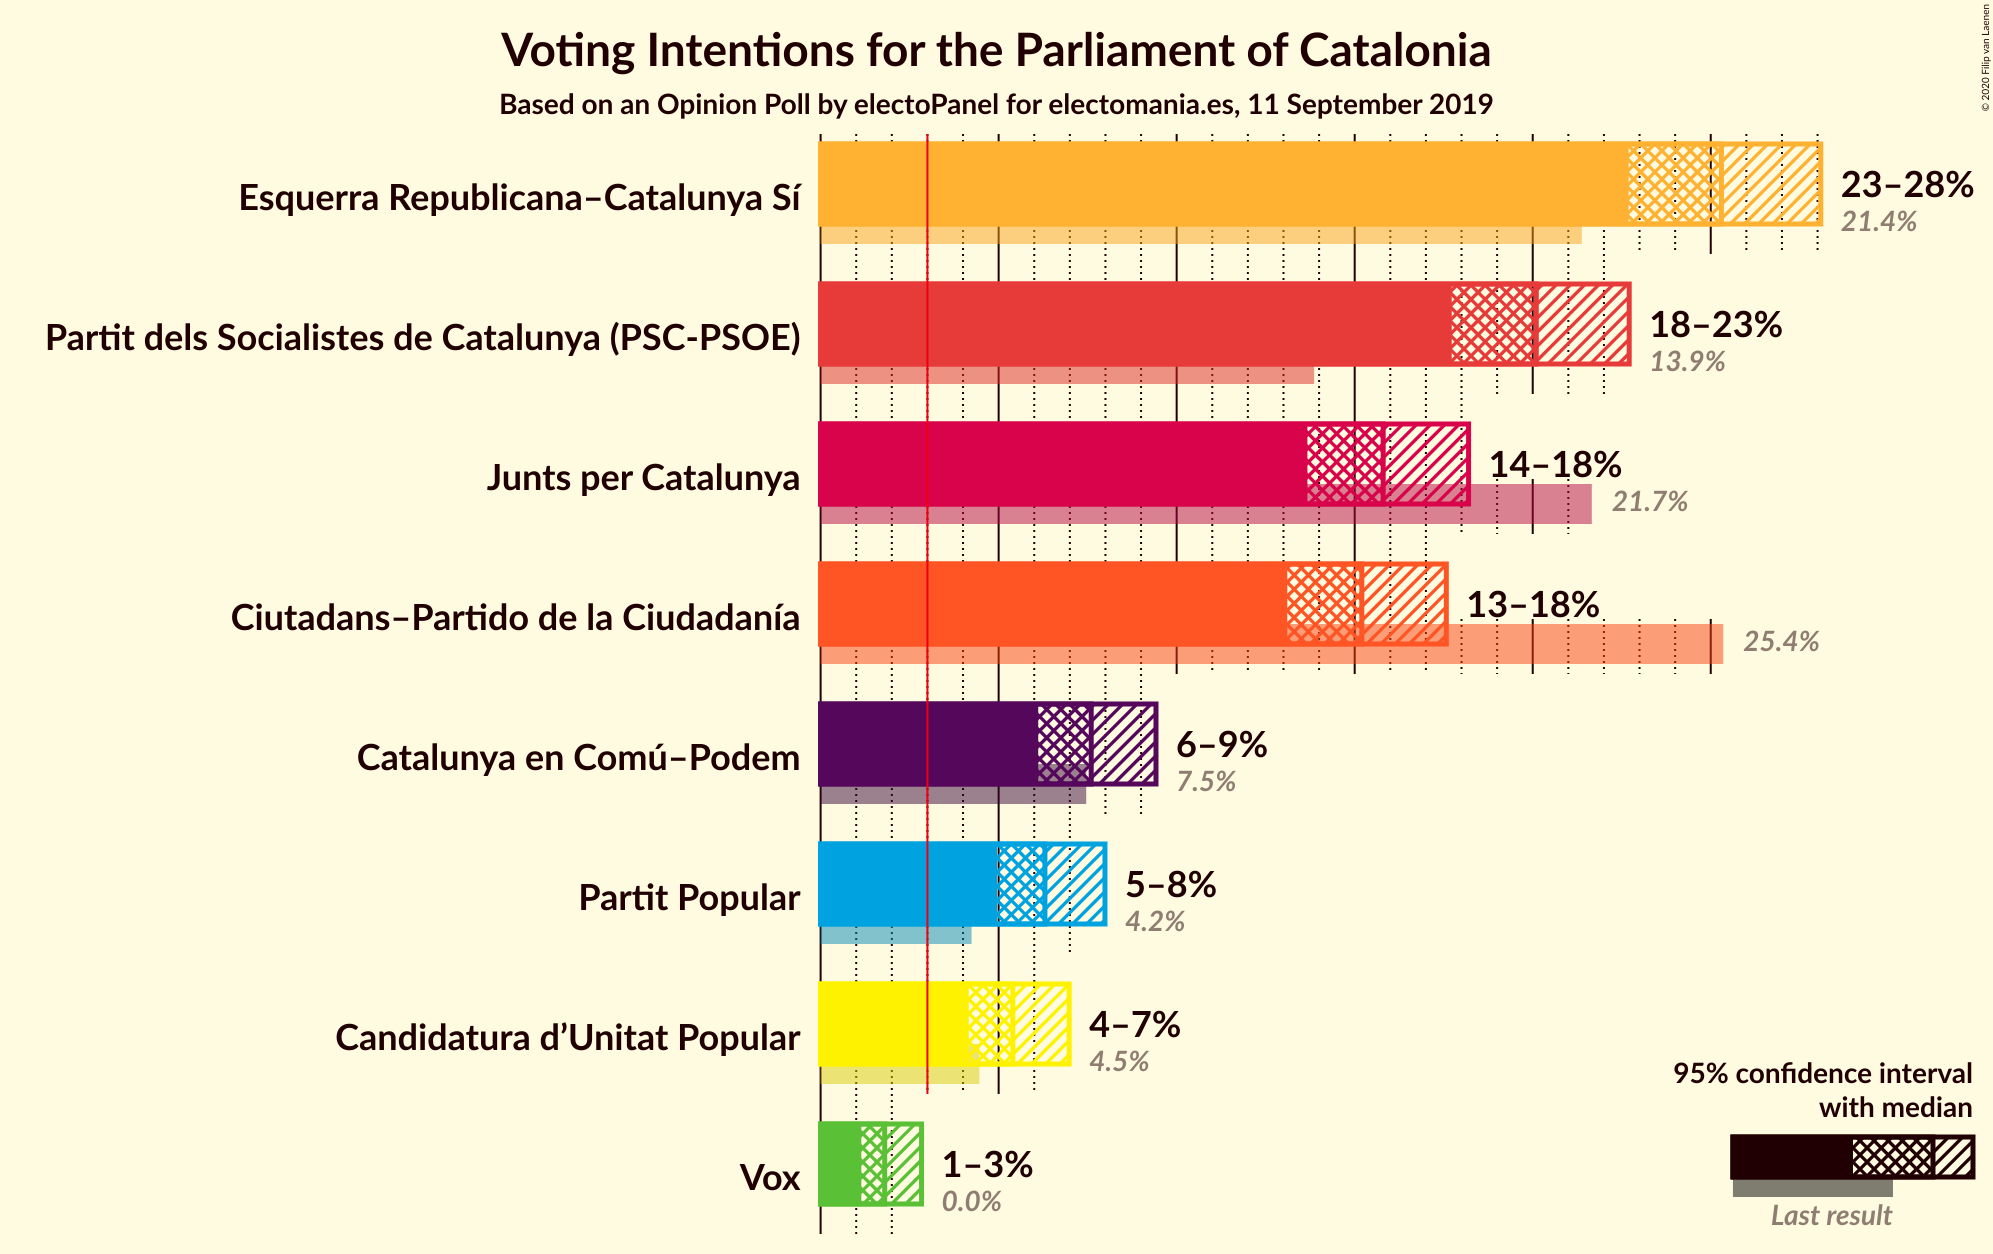 Voting Intentions for the Parliament of Catalonia
Based on an Opinion Poll by electoPanel for electomania.es, 11 September 2019
© 2020 Filip van Laenen
Esquerra Republicana–Catalunya Sí
23–28%
21.4%
Partit dels Socialistes de Catalunya (PSC-PSOE)
18–23%
13.9%
Junts per Catalunya
14–18%
21.7%
Ciutadans–Partido de la Ciudadanía
13–18%
25.4%
Catalunya en Comú–Podem
6–9%
7.5%
Partit Popular
5–8%
4.2%
Candidatura d’Unitat Popular
4–7%
4.5%
Vox
1–3%
0.0%
95% confidence interval
with median
Last result